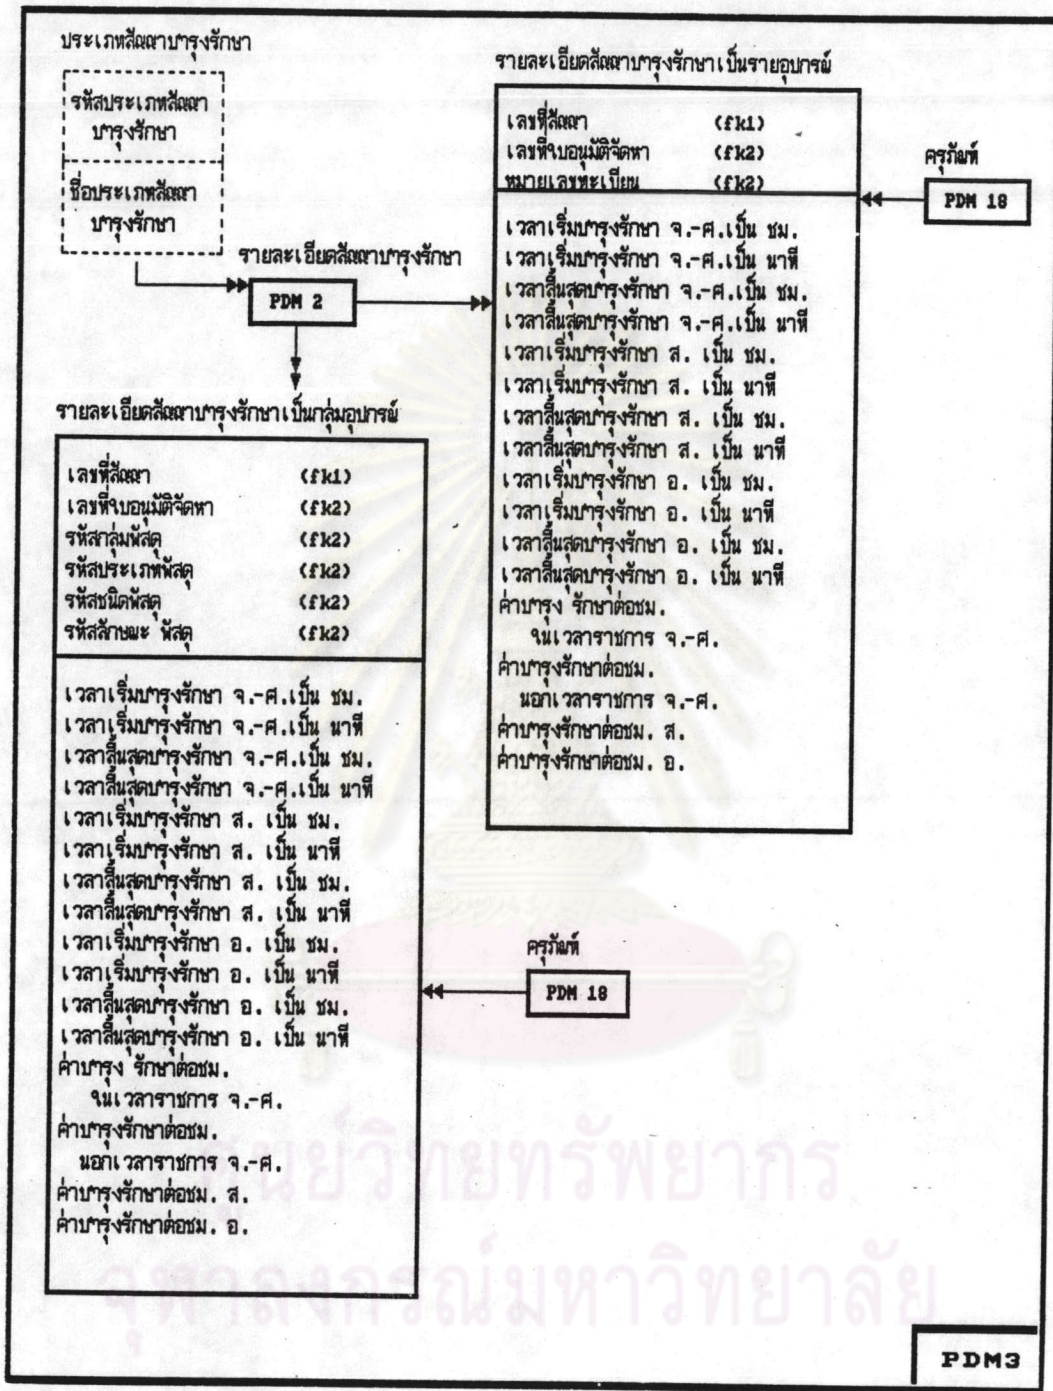 ประเภทสัญญาบำรุงรักษา
รหัสประเภทสัญญา
บำรุงรักษา
ชื่อประเภทสัญญา
บำรุงรักษา
รายละเอียดสัญญาบำรุงรักษา
PDM 2
รายละเอียดสัญญาบำรุงรักษาเป็นรายอุปกรณ์
เลขที่สัญญา (fk1)
เลขที่ใบอนุมัติจัดหา (fk2)
หมายเลขทะเบียน (fk2)
เวลาเริ่มบำรุงรักษา จ.-ศ.เป็น ชม.
เวลาเริ่มบำรุงรักษา จ.-ศ.เป็น นาที
เวลาสิ้นสุดบำรุงรักษา จ.-ศ.เป็น ชม.
เวลาสิ้นสุดบำรุงรักษา จ.-ศ.เป็น นาที
เวลาเริ่มบำรุงรักษา ส. เป็น ชม.
เวลาเริ่มบำรุงรักษา ส. เป็น นาที
เวลาสิ้นสุดบำรุงรักษา ส. เป็น ชม.
เวลาสิ้นสุดบำรุงรักษา ส. เป็น นาที
เวลาเริ่มบำรุงรักษา อ. เป็น ชม.
เวลาเริ่มบำรุงรักษา อ. เป็น นาที
เวลาสิ้นสุดบำรุงรักษา อ. เป็น ชม.
เวลาสิ้นสุดบำรุงรักษา อ. เป็น นาที
ค่าบำรุง รักษาต่อชม.
ในเวลาราชการ จ.-ศ.
ค่าบำรุงรักษาต่อชม.
นอกเวลาราชการ จ.-ศ.
ค่าบำรุงรักษาต่อชม. ส.
ค่าบำรุงรักษาต่อชม. อ.
ครุภัณฑ์
PDM 18
รายละเอียดสัญญาบำรุงรักษาเป็นกลุ่มอุปกรณ์
เลขที่สัญญา (fk1)
เลขที่ใบอนุมัติจัดหา (fk2)
รหัสกลุ่มพัสดุ (fk2)
รหัสประเภทพัสดุ (fk2)
รหัสชนิดพัสดุ (fk2)
รหัสลักษณะ พัสดุ (fk2)
เวลาเริ่มบำรุงรักษา จ.-ศ.เป็น ชม.
เวลาเริ่มบำรุงรักษา จ.-ศ.เป็น นาที
เวลาสิ้นสุดบำรุงรักษา จ.-ศ.เป็น ชม.
เวลาสิ้นสุดบำรุงรักษา จ.-ศ.เป็น นาที
เวลาเริ่มบำรุงรักษา ส. เป็น ชม.
เวลาเริ่มบำรุงรักษา ส. เป็น นาที
เวลาสิ้นสุดบำรุงรักษา ส. เป็น ชม.
เวลาสิ้นสุดบำรุงรักษา ส. เป็น นาที
เวลาเริ่มบำรุงรักษา อ. เป็น ชม.
เวลาเริ่มบำรุงรักษา อ. เป็น นาที
เวลาสิ้นสุดบำรุงรักษา อ. เป็น ชม.
เวลาสิ้นสุดบำรุงรักษา อ. เป็น นาที
ค่าบำรุง รักษาต่อชม.
ในเวลาราชการ จ.-ศ.
ค่าบำรุงรักษาต่อชม.
นอกเวลาราชการ จ.-ศ.
ค่าบำรุงรักษาต่อชม. ส.
ค่าบำรุงรักษาต่อชม. อ.
ครุภัณฑ์
PDM 18
ศูนย์วิทยทรัพยากร
จุฬาลงกรณ์มหาวิทยาลัย
PDM3